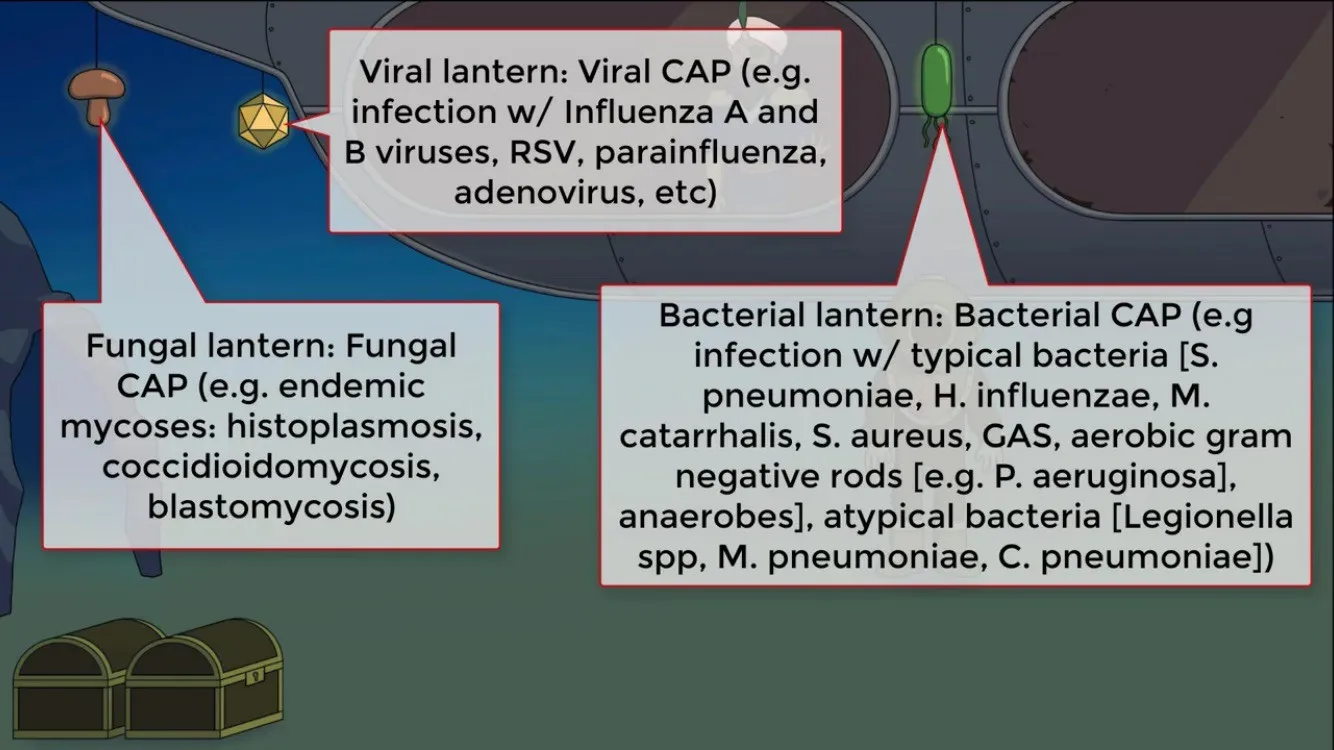 Viral lantern: Viral CAP (e.g.
infection w/ Influenza A and
B viruses, RSV, parainfluenza,
adenovirus, etc)
Fungal lantern: Fungal
CAP (e.g. endemic
mycoses: histoplasmosis,
coccidioidomycosis,
blastomycosis)
Bacterial lantern: Bacterial CAP (e.g
infection w/ typical bacteria [S.
pneumoniae, H. influenzae, M.
catarrhalis, S. aureus, GAS, aerobic gram
negative rods [e.g. P. aeruginosa],
anaerobes], atypical bacteria [Legionella
spp, M. pneumoniae, C. pneumoniae])